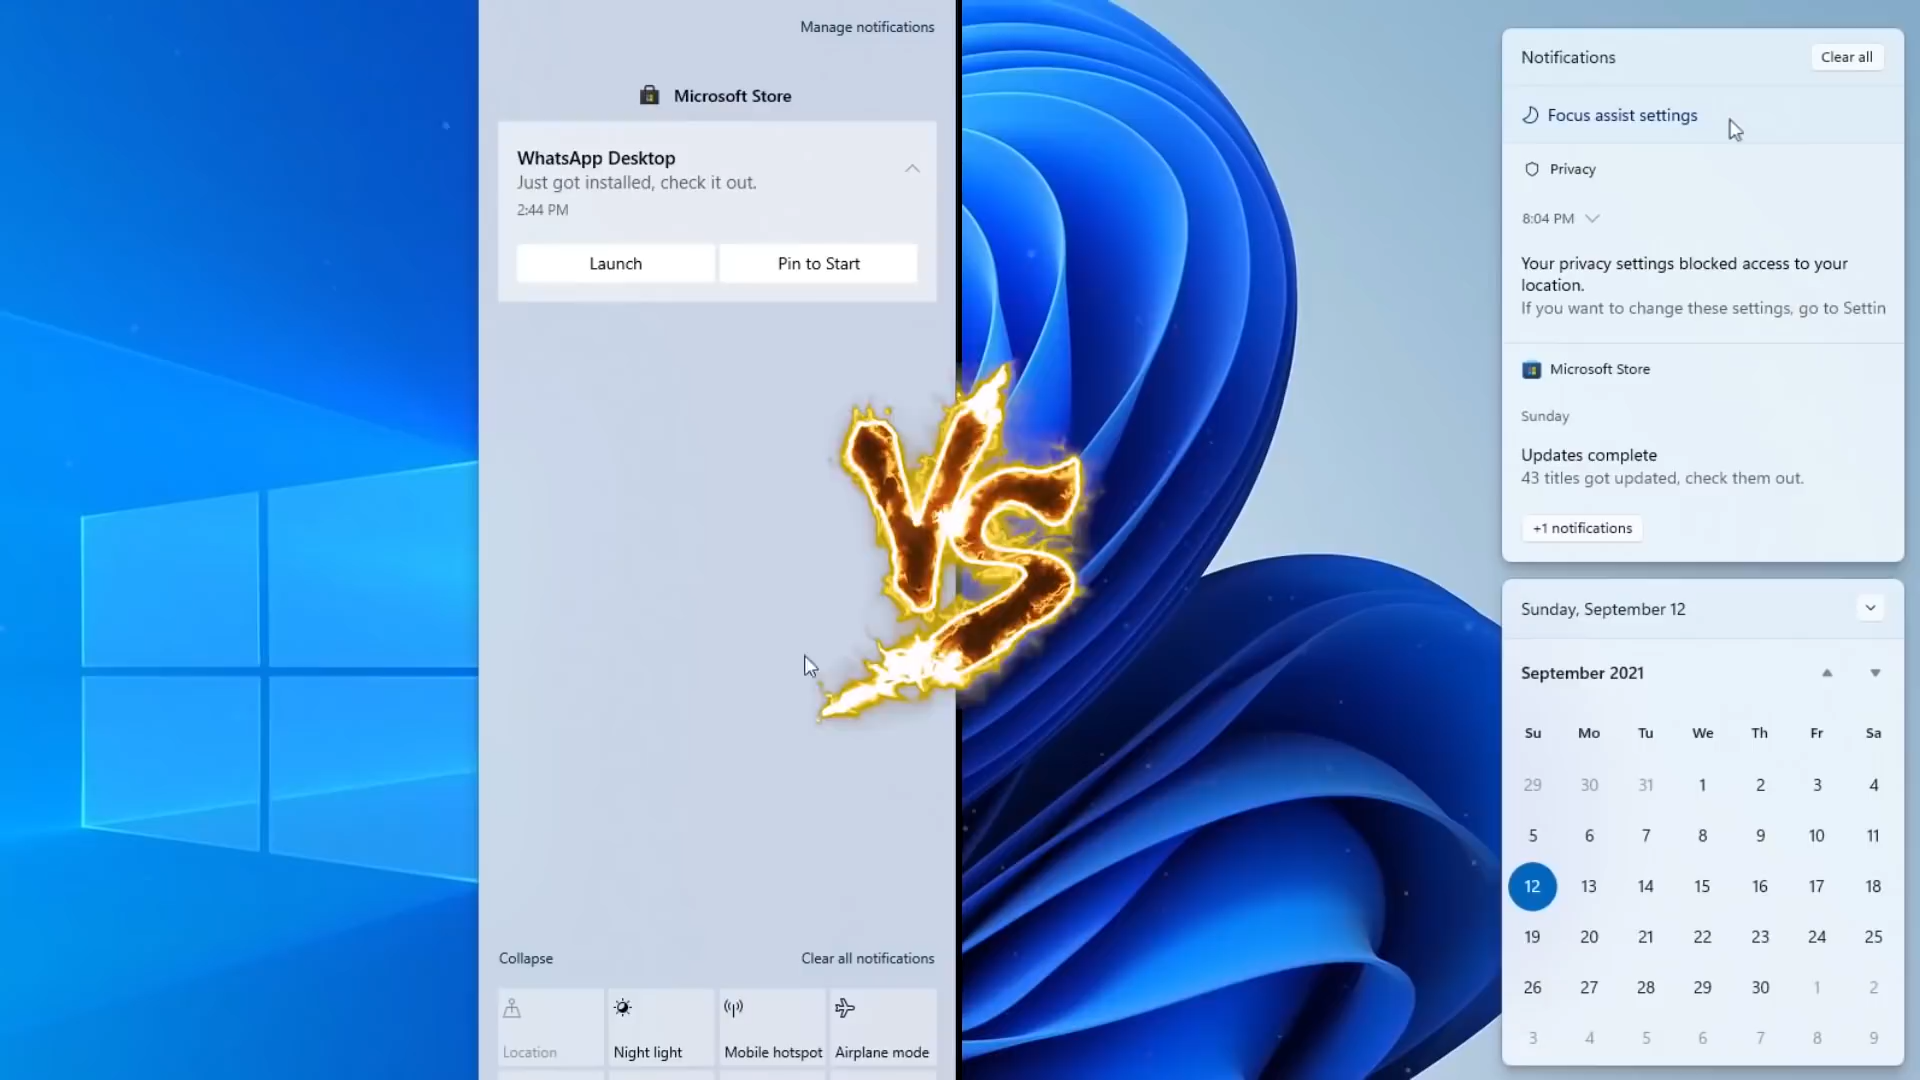 Manage notifications
Microsoft Store
WhatsApp Desktop
Just got installed, check it out.
2:44 PM
Launch Pin to Start
VS
Collapse Clear all notifications
Location Night light Mobile hotspot Airplane mode
Notifications Clear all
Focus assist settings
Privacy
8:04 PM
Your privacy settings blocked access to your
location.
If you want to change these settings, go to Settin
Microsoft Store
Sunday
Updates complete
43 titles got updated, check them out.
+1 notifications
Sunday, September 12
September 2021
Su Mo Tu We Th Fr Sa
29 30 31 1 2 3 4
5 6 7 8 9 10 11
12 13 14 15 16 17 18
19 20 21 22 23 24 25
26 27 28 29 30 1 2
3 4 5 6 7 8 9